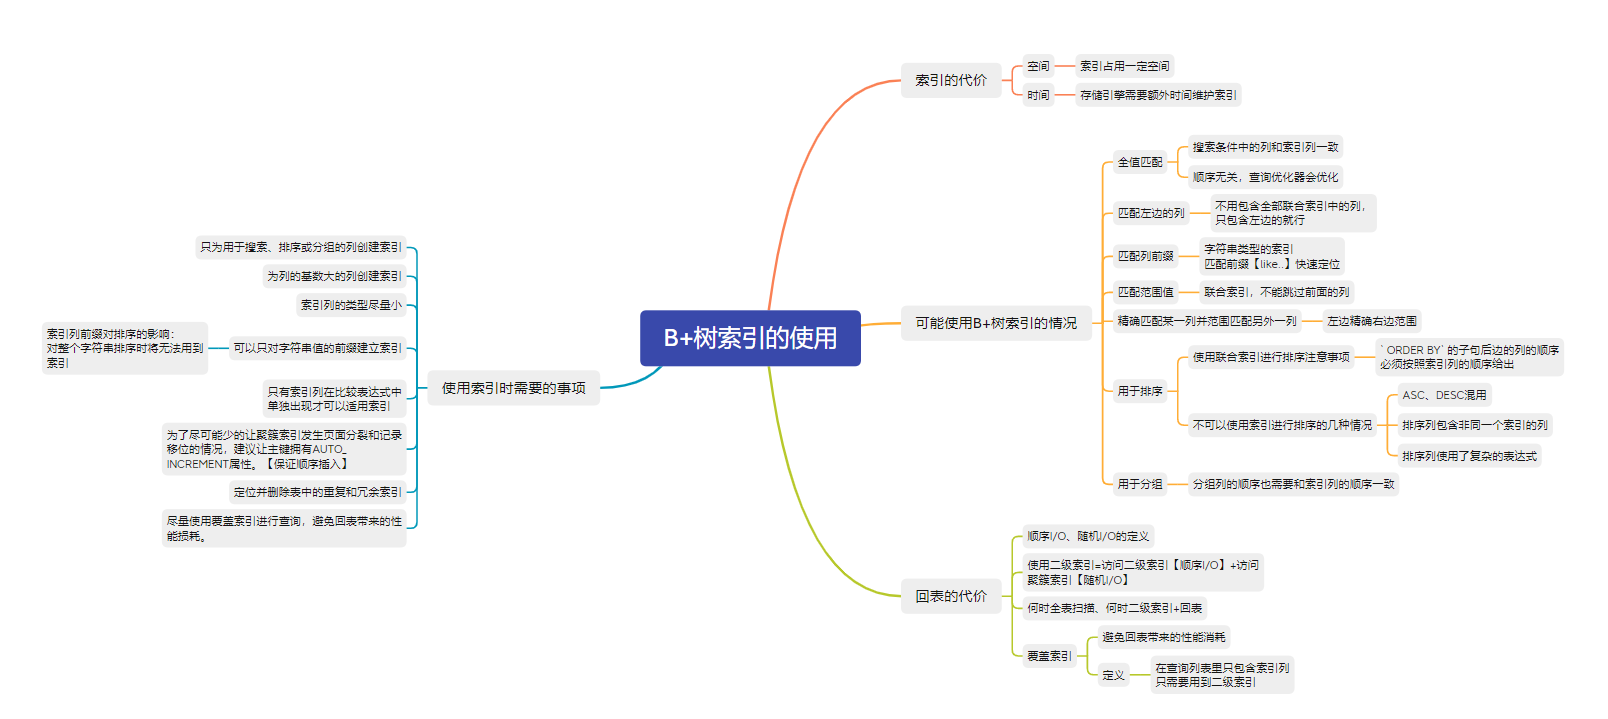 B+树索引的使用
索引的代价
空间
索引占用一定空间
时间
存储引擎需要额外时间维护索引
可能使用B+树索引的情况
全值匹配
搜索条件中的列和索引列一致
顺序无关，查询优化器会优化
匹配左边的列
不用包含全部联合索引中的列，
只包含左边的就行
匹配列前缀
字符串类型的索引
匹配前缀【like..】快速定位
匹配范围值
联合索引，不能跳过前面的列
精确匹配某一列并范围匹配另外一列
左边精确右边范围
用于排序
使用联合索引进行排序注意事项
`ORDER BY`的子句后边的列的顺序
必须按照索引列的顺序给出
不可以使用索引进行排序的几种情况
ASC、DESC混用
排序列包含非同一个索引的列
排序列使用了复杂的表达式
用于分组
分组列的顺序也需要和索引列的顺序一致
回表的代价
顺序I/O、随机I/O的定义
使用二级索引=访问二级索引【顺序I/O】+访问
聚簇索引【随机I/O】
何时全表扫描、何时二级索引+回表
覆盖索引
避免回表带来的性能消耗
定义
在查询列表里只包含索引列
只需要用到二级索引
使用索引时需要的事项
只为用于搜索、排序或分组的列创建索引
为列的基数大的列创建索引
索引列的类型尽量小
可以只对字符串值的前缀建立索引
索引列前缀对排序的影响：
对整个字符串排序时将无法用到
索引
只有索引列在比较表达式中
单独出现才可以适用索引
为了尽可能少的让聚簇索引发生页面分裂和记录
移位的情况，建议让主键拥有AUTO_
INCREMENT属性。【保证顺序插入】
定位并删除表中的重复和冗余索引
尽量使用覆盖索引进行查询，避免回表带来的性
能损耗。